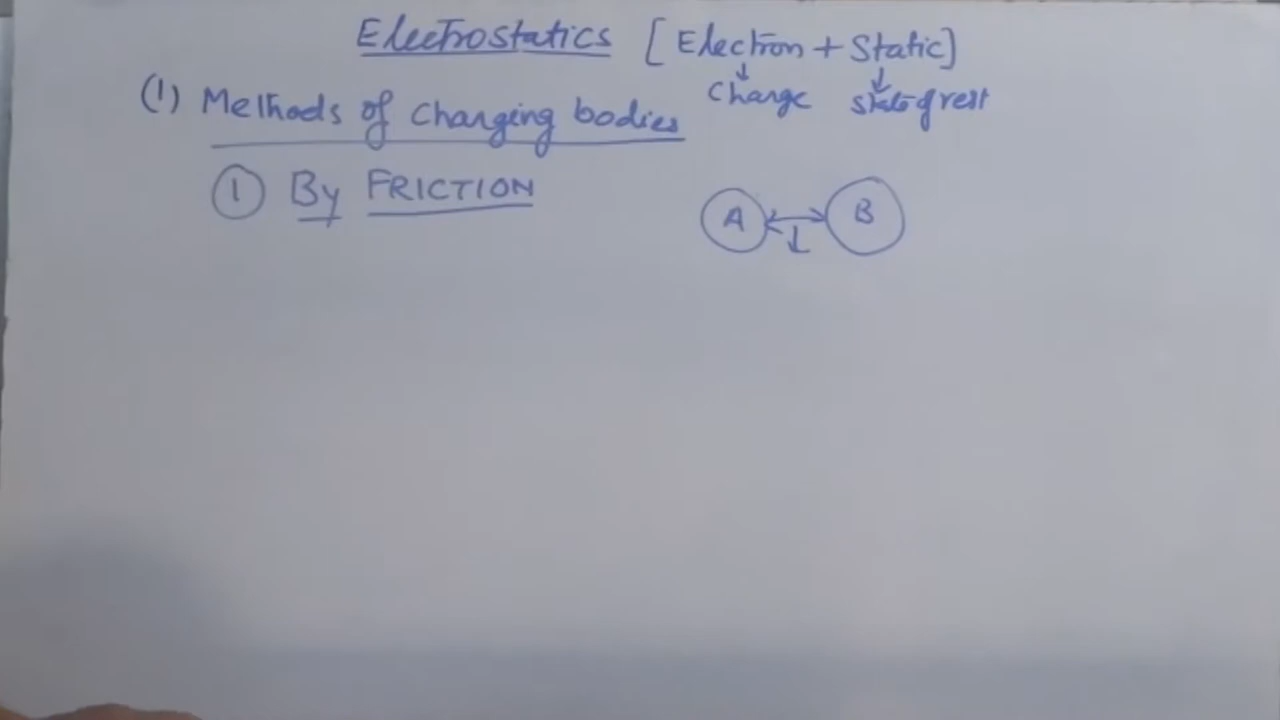 Electrostatics [Electron + Static]
↓ ↓
Charge state of rest
(1) Methods of Charging bodies
① By FRICTION
A B